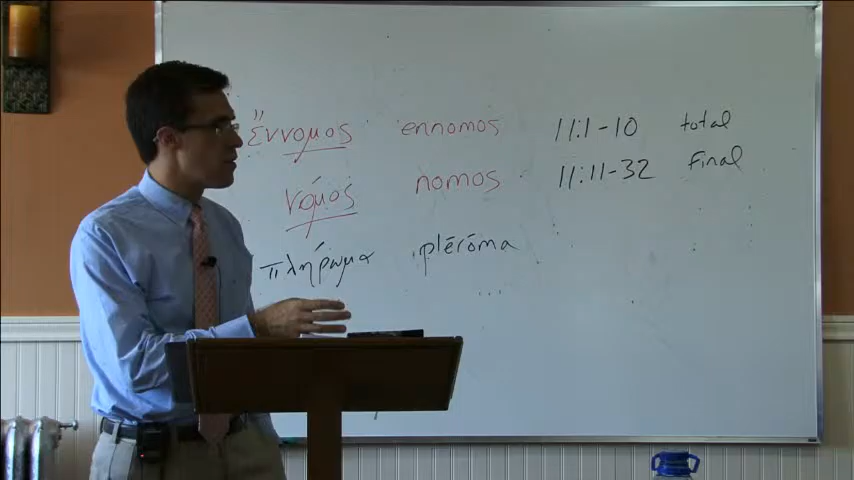 ἔννομος ennomos 11:1-10 total
νόμος nomos 11:11-32 final
πλήρωμα plērōma